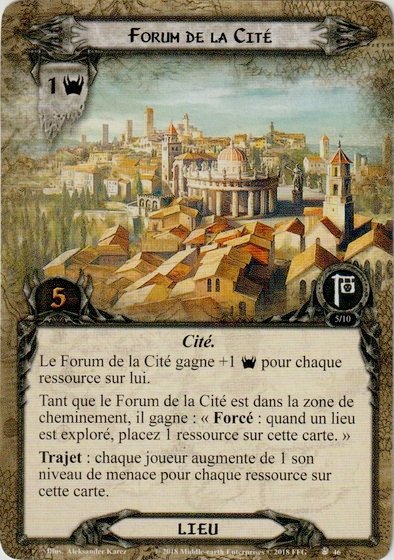 Forum de la Cité
1
5
5/10
Cité.
Le Forum de la Cité gagne +1 pour chaque
ressource sur lui.
Tant que le Forum de la Cité est dans la zone de
cheminement, il gagne : « Forcé : quand un lieu
est exploré, placez 1 ressource sur cette carte. »
Trajet : chaque joueur augmente de 1 son
niveau de menace pour chaque ressource sur
cette carte.
LIEU
Illus. Aleksander Karcz 2018 Middle-earth Enterprises © 2018 FFG 46